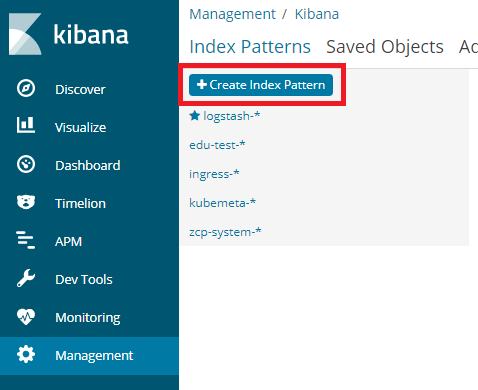 kibana
Discover
Visualize
Dashboard
Timelion
APM
Dev Tools
Monitoring
Management
Management / Kibana
Index Patterns Saved Objects Ad
+ Create Index Pattern
★ logstash-*
edu-test-*
ingress-*
kubemeta-*
zcp-system-*